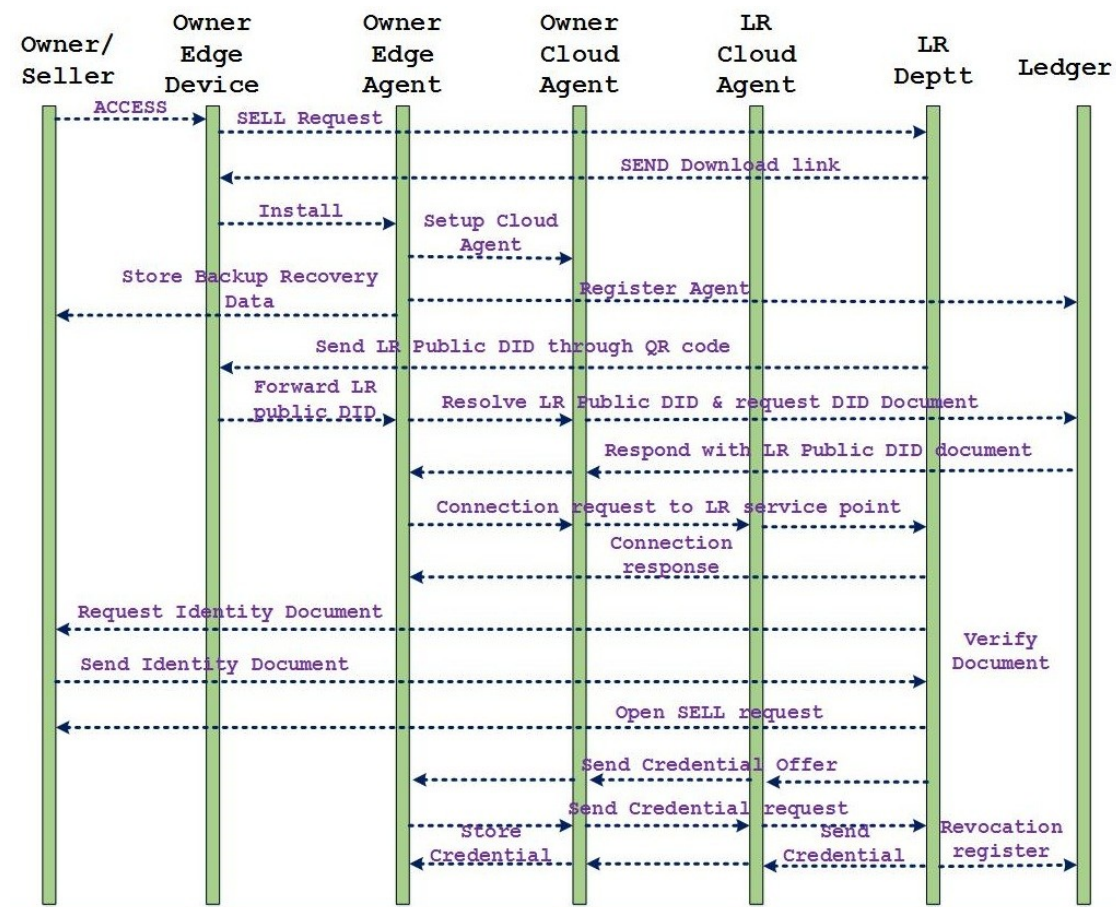 Owner/
Seller
Owner
Edge
Device
Owner
Edge
Agent
Owner
Cloud
Agent
LR
Cloud
Agent
LR
Deptt
Ledger
ACCESS
SELL Request
SEND Download link
Install
Setup Cloud
Agent
Store Backup Recovery
Data
Register Agent
Send LR Public DID through QR code
Forward LR
public DID
Resolve LR Public DID & request DID Document
Respond with LR Public DID document
Connection request to LR service point
Connection
response
Request Identity Document
Verify
Document
Send Identity Document
Open SELL request
Send Credential Offer
Send Credential request
Store
Credential
Send
Credential
Revocation
register